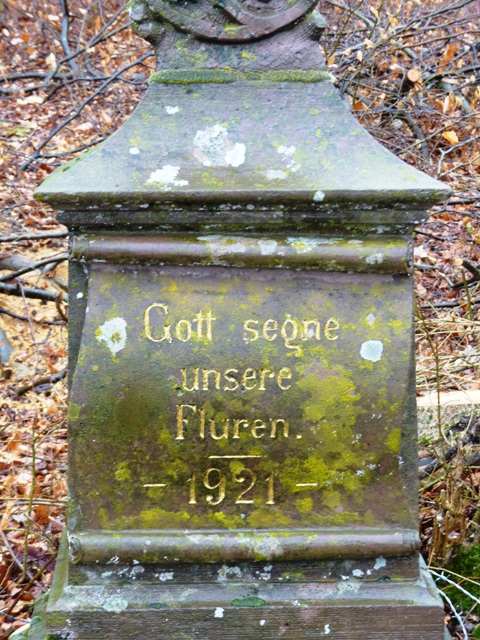 Gott segne
unsere
Fluren.
- 1921 -